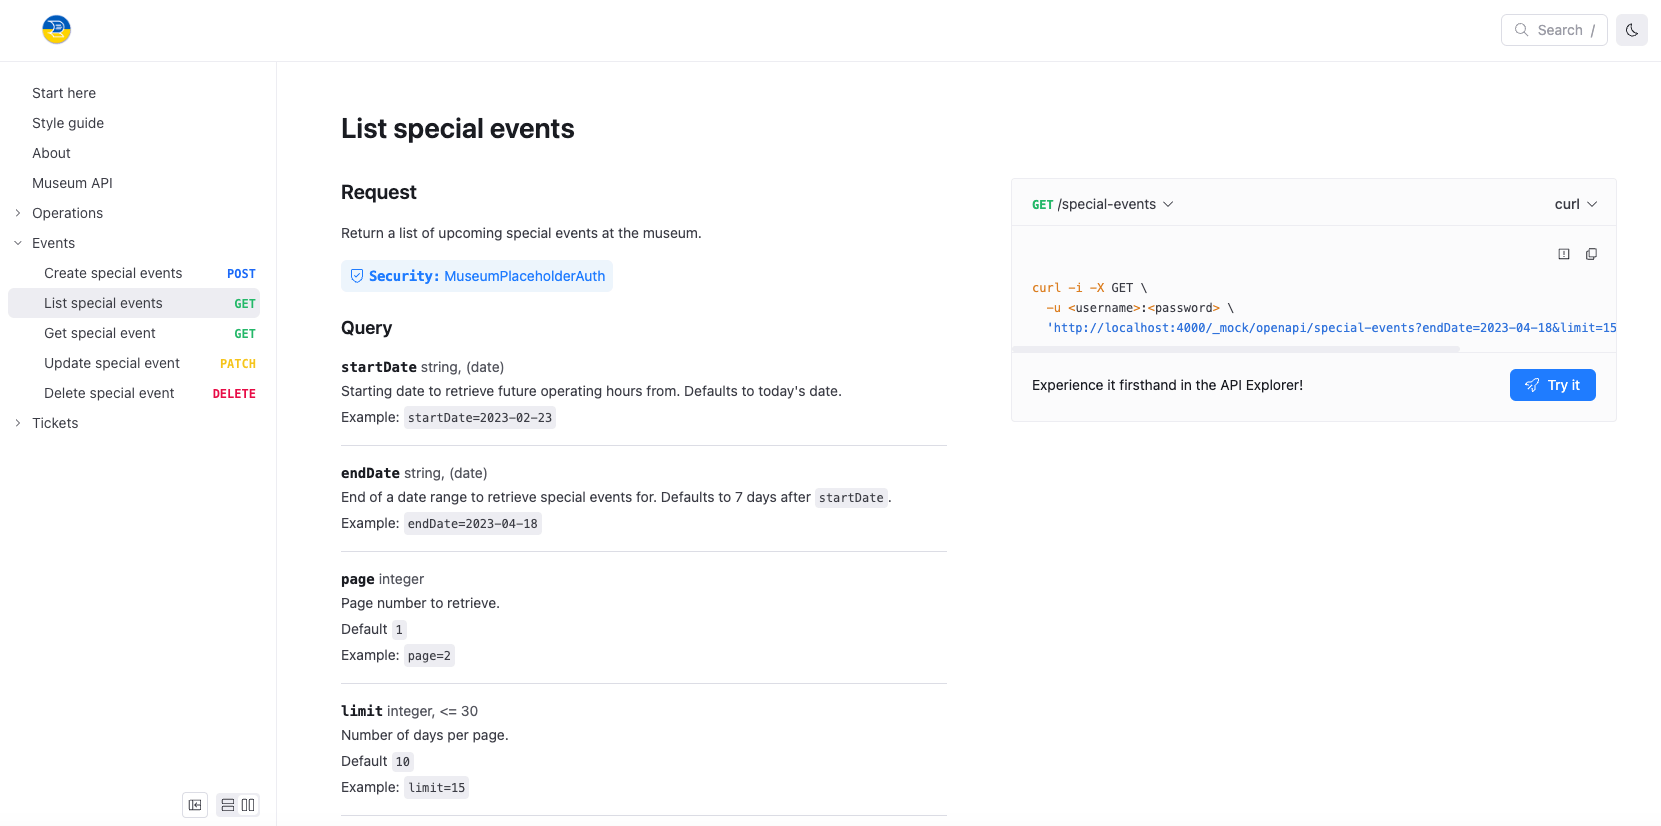 Search /
Start here
Style guide
About
Museum API
Operations
Events
Create special events POST
List special events GET
Get special event GET
Update special event PATCH
Delete special event DELETE
Tickets
List special events
Request
Return a list of upcoming special events at the museum.
Security: MuseumPlaceholderAuth
Query
startDate string, (date)
Starting date to retrieve future operating hours from. Defaults to today's date.
Example: startDate=2023-02-23
endDate string, (date)
End of a date range to retrieve special events for. Defaults to 7 days after startDate.
Example: endDate=2023-04-18
page integer
Page number to retrieve.
Default 1
Example: page=2
limit integer, <= 30
Number of days per page.
Default 10
Example: limit=15
GET /special-events
curl
curl -i -X GET \
-u <username>:<password> \
'http://localhost:4000/_mock/openapi/special-events?endDate=2023-04-18&limit=15
Experience it firsthand in the API Explorer!
Try it